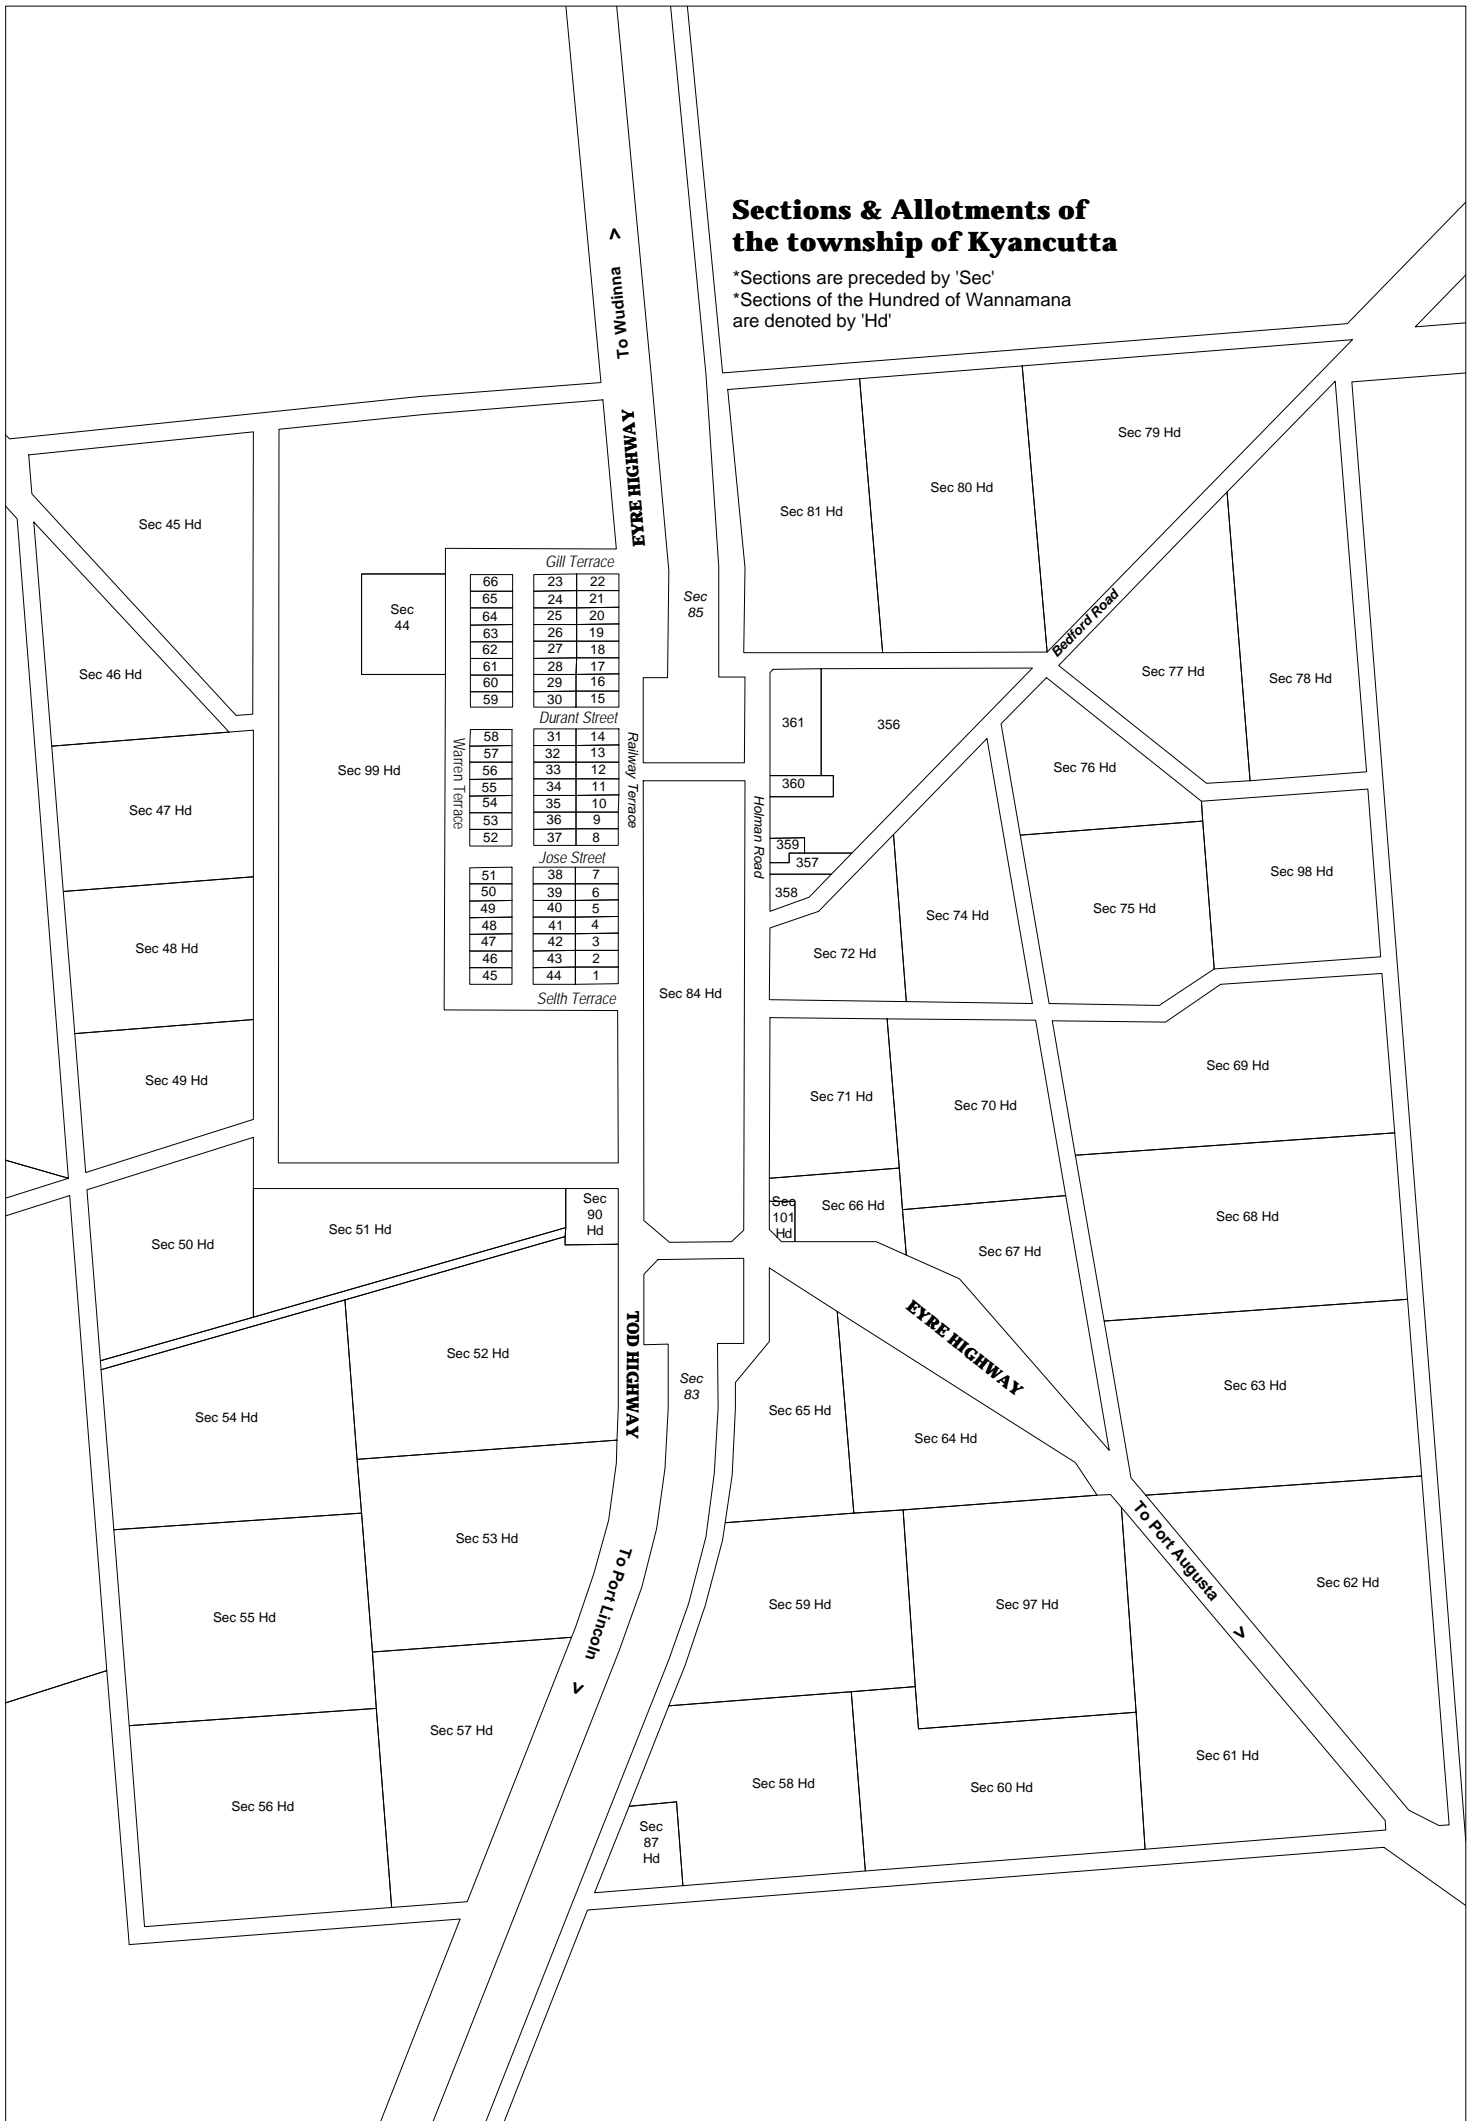 Sections & Allotments of
the township of Kyancutta
*Sections are preceded by 'Sec'
*Sections of the Hundred of Wannamana
are denoted by 'Hd'
To Wudinna >
EYRE HIGHWAY
Sec 79 Hd
Sec 80 Hd
Sec 81 Hd
Sec 45 Hd
Gill Terrace
66 23 22
65 24 21
64 25 20
63 26 19
62 27 18
61 28 17
60 29 16
59 30 15
Sec
44
Sec
85
Bedford Road
Sec 46 Hd
Sec 77 Hd
Sec 78 Hd
Durant Street
58 31 14
57 32 13
56 33 12
55 34 11
54 35 10
53 36 9
52 37 8
Warren Terrace
Railway Terrace
Sec 99 Hd
361
356
360
Sec 76 Hd
Sec 47 Hd
Holman Road
359
357
358
Jose Street
51 38 7
50 39 6
49 40 5
48 41 4
47 42 3
46 43 2
45 44 1
Selth Terrace
Sec 98 Hd
Sec 75 Hd
Sec 74 Hd
Sec 72 Hd
Sec 48 Hd
Sec 84 Hd
Sec 49 Hd
Sec 69 Hd
Sec 71 Hd
Sec 70 Hd
Sec
90
Hd
Sec
101
Hd
Sec 66 Hd
Sec 68 Hd
Sec 51 Hd
Sec 50 Hd
Sec 67 Hd
EYRE HIGHWAY
TOD HIGHWAY
Sec 52 Hd
Sec
83
Sec 63 Hd
Sec 54 Hd
Sec 65 Hd
Sec 64 Hd
Sec 53 Hd
To Port Augusta >
To Port Lincoln >
Sec 62 Hd
Sec 59 Hd
Sec 97 Hd
Sec 55 Hd
Sec 57 Hd
Sec 61 Hd
Sec 58 Hd
Sec 60 Hd
Sec 56 Hd
Sec
87
Hd